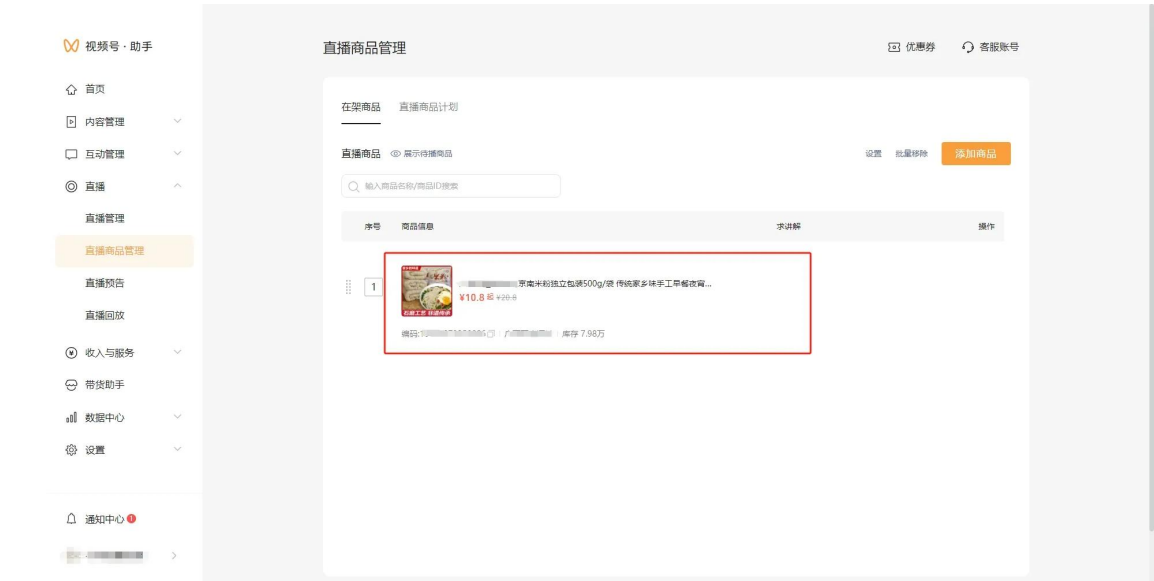 视频号·助手
首页
内容管理
互动管理
直播
直播管理
直播商品管理
直播预告
直播回放
收入与服务
带货助手
数据中心
设置
通知中心 1
直播商品管理
优惠券 客服账号
在架商品 直播商品计划
直播商品 展示待播商品
设置 批量移除 添加商品
输入商品名称/商品ID搜索
序号 商品信息 求讲解 操作
1
京南米粉独立包装500g/袋 传统家乡味手工早餐夜宵...
¥10.8起 ¥20.8
编码:1
库存 7.98万